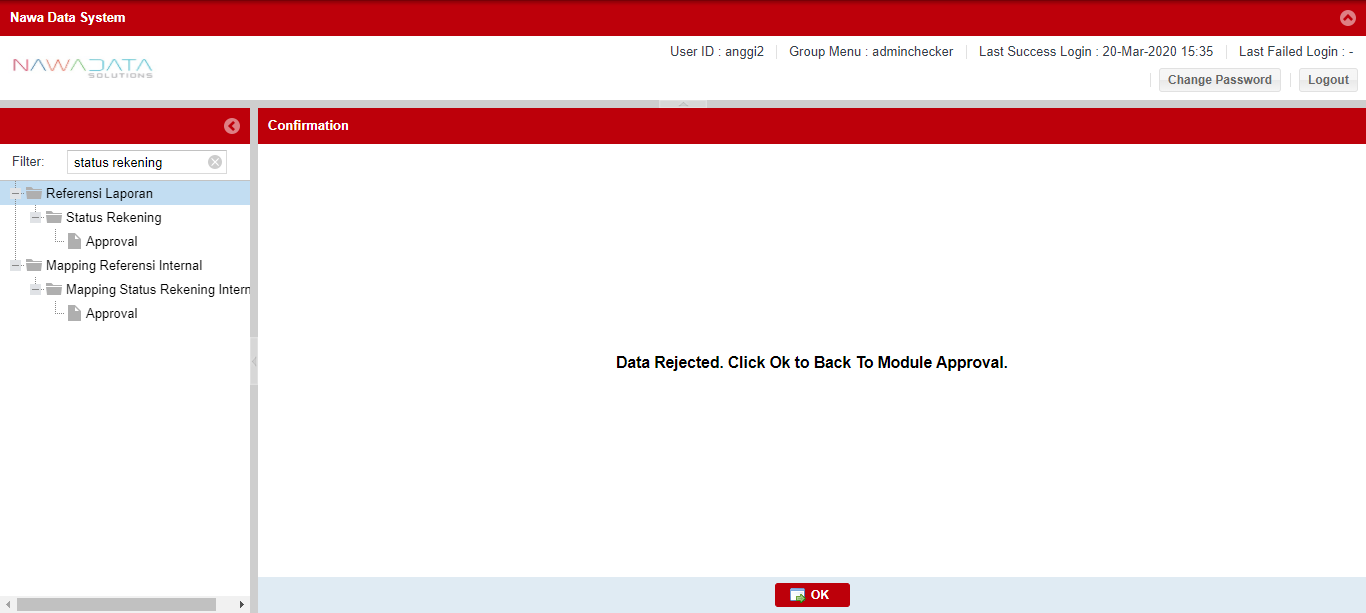 Nawa Data System
NAWADATA
SOLUTIONS
User ID : anggi2
Group Menu : adminchecker
Last Success Login : 20-Mar-2020 15:35
Last Failed Login : -
Change Password
Logout
Confirmation
Filter:
status rekening
Referensi Laporan
Status Rekening
Approval
Mapping Referensi Internal
Mapping Status Rekening Intern
Approval
Data Rejected. Click Ok to Back To Module Approval.
OK